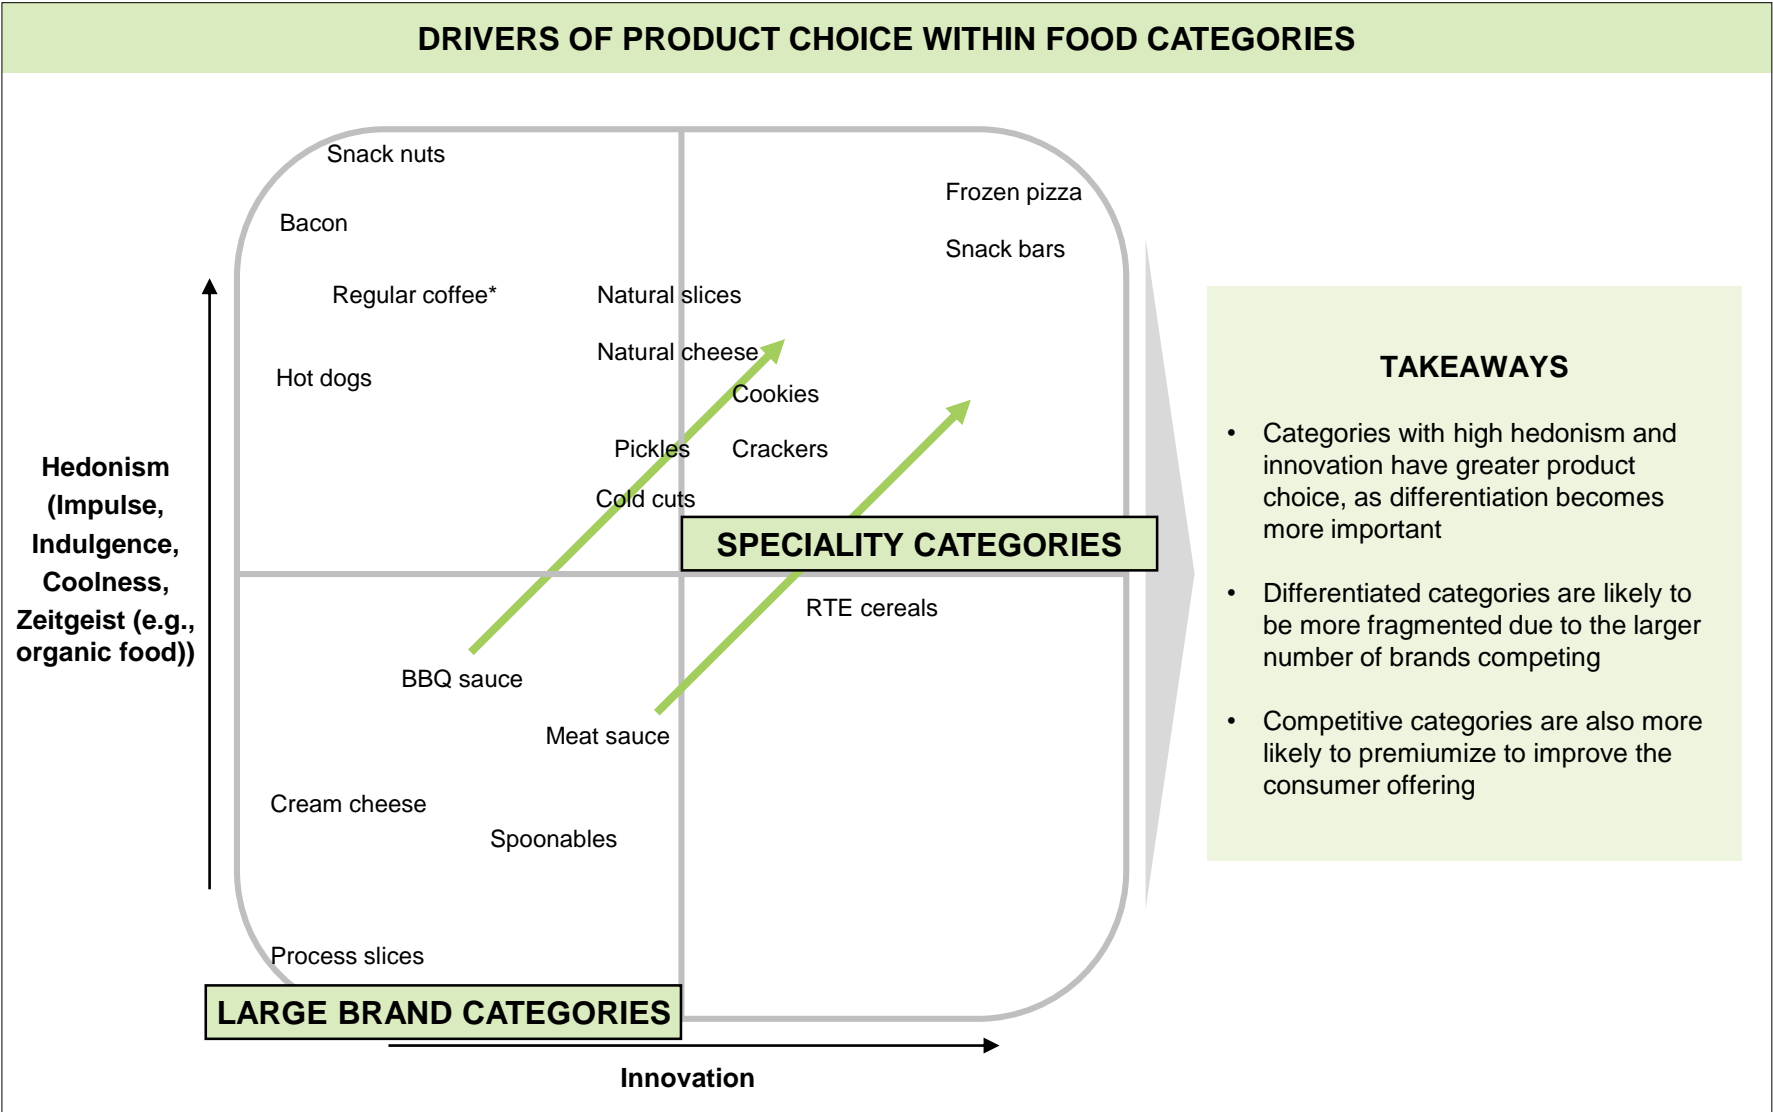 DRIVERS OF PRODUCT CHOICE WITHIN FOOD CATEGORIES
Snack nuts
Frozen pizza
Bacon
Snack bars
Regular coffee*
Natural slices
Natural cheese
Hot dogs
Cookies
Pickles
Crackers
Cold cuts
SPECIALITY CATEGORIES
RTE cereals
BBQ sauce
Meat sauce
Cream cheese
Spoonables
Process slices
LARGE BRAND CATEGORIES
Hedonism
(Impulse,
Indulgence,
Coolness,
Zeitgeist (e.g.,
organic food))
Innovation
TAKEAWAYS
• Categories with high hedonism and
innovation have greater product
choice, as differentiation becomes
more important
• Differentiated categories are likely to
be more fragmented due to the larger
number of brands competing
• Competitive categories are also more
likely to premiumize to improve the
consumer offering